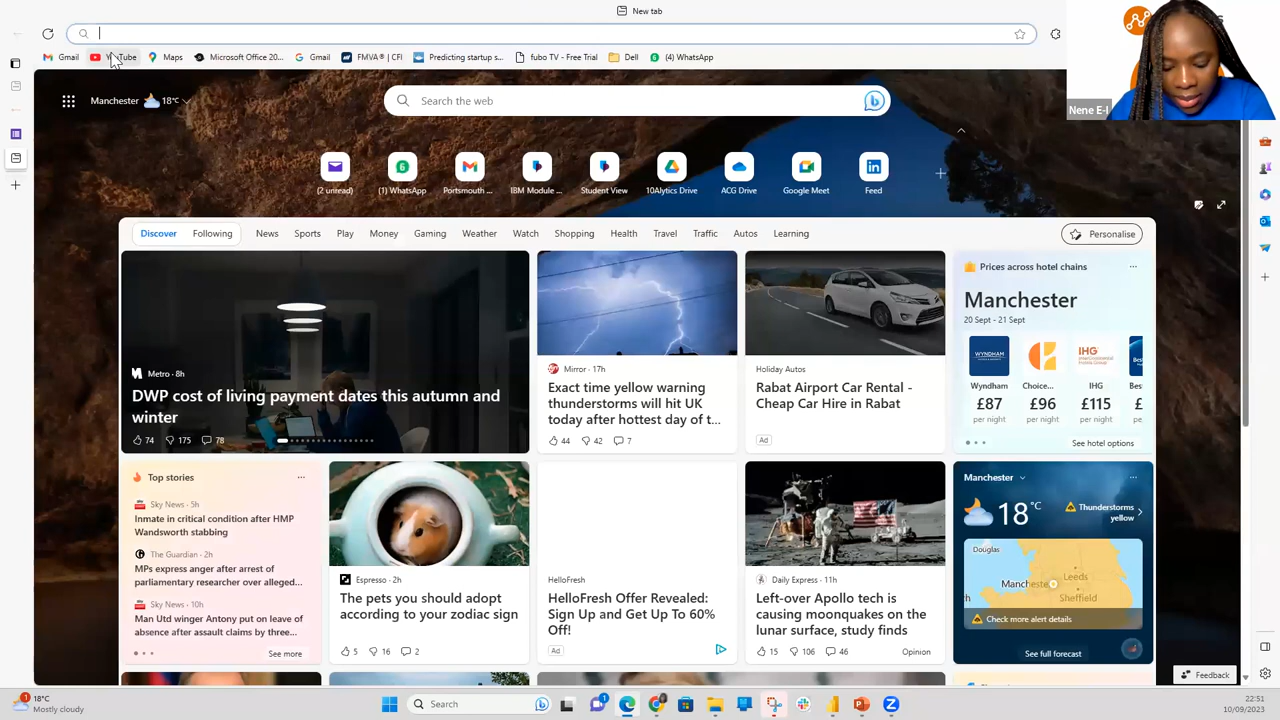 New tab
Gmail
YouTube
Maps
Microsoft Office 20...
Gmail
FMVA® | CFI
Predicting startup s...
fubo TV - Free Trial
Dell
(4) WhatsApp
Nene E-I
Manchester
18°C
Search the web
(2 unread)
(1) WhatsApp
Portsmouth ...
IBM Module ...
Student View
10Alytics Drive
ACG Drive
Google Meet
Feed
Discover
Following
News
Sports
Play
Money
Gaming
Weather
Watch
Shopping
Health
Travel
Traffic
Autos
Learning
Personalise
Metro · 8h
DWP cost of living payment dates this autumn and
winter
74
175
78
Mirror · 17h
Exact time yellow warning
thunderstorms will hit UK
today after hottest day of t...
44
42
7
Holiday Autos
Rabat Airport Car Rental -
Cheap Car Hire in Rabat
Ad
Prices across hotel chains
Manchester
20 Sept - 21 Sept
WYNDHAM
IHG
Wyndham
Choice...
IHG
Bes
£87
£96
£115
£
per night
per night
per night
See hotel options
Top stories
Sky News · 5h
Inmate in critical condition after HMP
Wandsworth stabbing
The Guardian · 2h
MPs express anger after arrest of
parliamentary researcher over alleged...
Sky News · 10h
Man Utd winger Antony put on leave of
absence after assault claims by three...
See more
Espresso · 2h
The pets you should adopt
according to your zodiac sign
5
16
2
HelloFresh
HelloFresh Offer Revealed:
Sign Up and Get Up To 60%
Off!
Ad
Daily Express · 11h
Left-over Apollo tech is
causing moonquakes on the
lunar surface, study finds
15
106
46
Opinion
Manchester
18°C
Thunderstorms
yellow
Douglas
Manchester
Leeds
Sheffield
Check more alert details
See full forecast
Feedback
1
18°C
Mostly cloudy
Search
22:51
10/09/2023